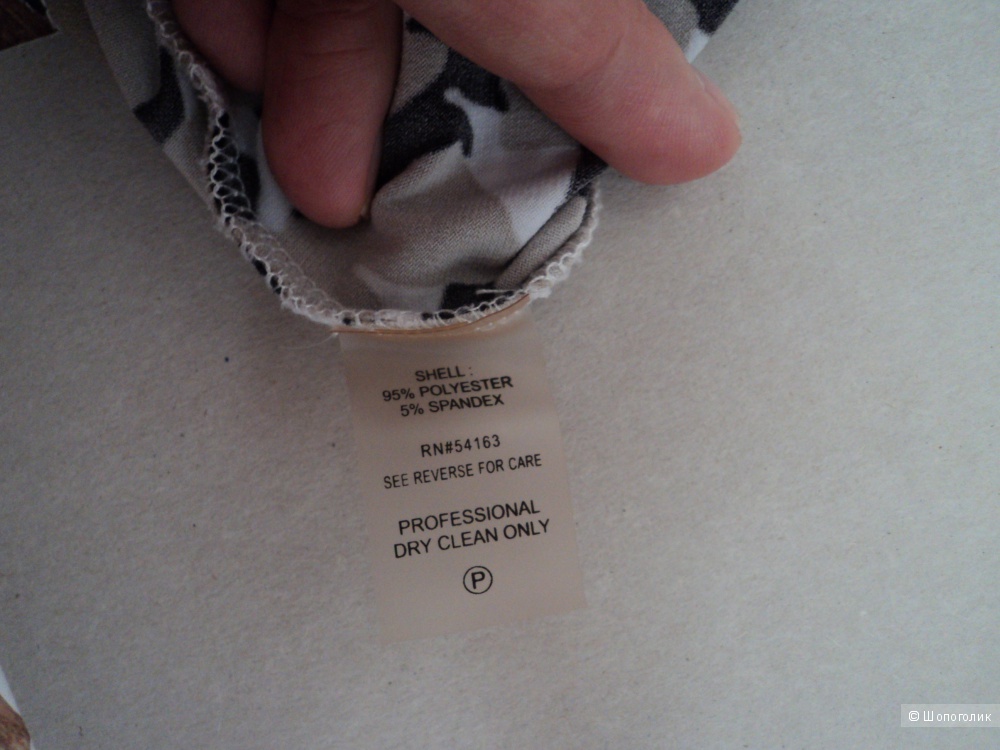 SHELL :
95% POLYESTER
5% SPANDEX
RN#54163
SEE REVERSE FOR CARE
PROFESSIONAL
DRY CLEAN ONLY
P
© Шопоголик